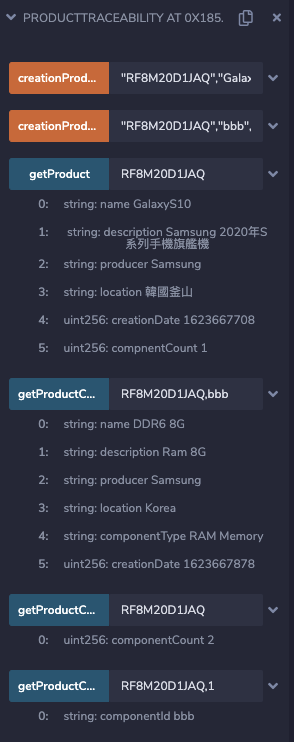 PRODUCTTRACEABILITY AT 0X185.
creationProd... "RF8M20D1JAQ","Galax
creationProd... "RF8M20D1JAQ","bbb",
getProduct RF8M20D1JAQ
0: string: name GalaxyS10
1: string: description Samsung 2020年S
系列手機旗艦機
2: string: producer Samsung
3: string: location 韓國釜山
4: uint256: creationDate 1623667708
5: uint256: compnentCount 1
getProductC... RF8M20D1JAQ,bbb
0: string: name DDR6 8G
1: string: description Ram 8G
2: string: producer Samsung
3: string: location Korea
4: string: componentType RAM Memory
5: uint256: creationDate 1623667878
getProductC... RF8M20D1JAQ
0: uint256: componentCount 2
getProductC... RF8M20D1JAQ,1
0: string: componentId bbb